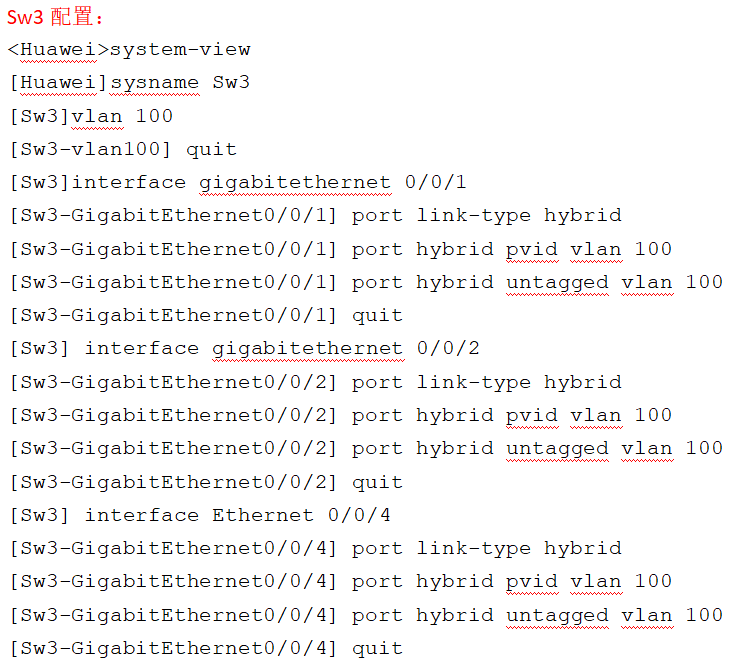 Sw3 配置：
<Huawei>system-view
[Huawei]sysname Sw3
[Sw3]vlan 100
[Sw3-vlan100] quit
[Sw3]interface gigabitethernet 0/0/1
[Sw3-GigabitEthernet0/0/1] port link-type hybrid
[Sw3-GigabitEthernet0/0/1] port hybrid pvid vlan 100
[Sw3-GigabitEthernet0/0/1] port hybrid untagged vlan 100
[Sw3-GigabitEthernet0/0/1] quit
[Sw3] interface gigabitethernet 0/0/2
[Sw3-GigabitEthernet0/0/2] port link-type hybrid
[Sw3-GigabitEthernet0/0/2] port hybrid pvid vlan 100
[Sw3-GigabitEthernet0/0/2] port hybrid untagged vlan 100
[Sw3-GigabitEthernet0/0/2] quit
[Sw3] interface Ethernet 0/0/4
[Sw3-GigabitEthernet0/0/4] port link-type hybrid
[Sw3-GigabitEthernet0/0/4] port hybrid pvid vlan 100
[Sw3-GigabitEthernet0/0/4] port hybrid untagged vlan 100
[Sw3-GigabitEthernet0/0/4] quit